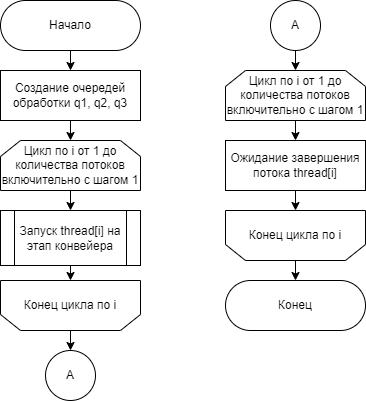 Начало
Создание очередей
обработки q1, q2, q3
Цикл по i от 1 до
количества потоков
включительно с шагом 1
Запуск thread[i] на
этап конвейера
Конец цикла по i
А
А
Цикл по i от 1 до
количества потоков
включительно с шагом 1
Ожидание завершения
потока thread[i]
Конец цикла по i
Конец